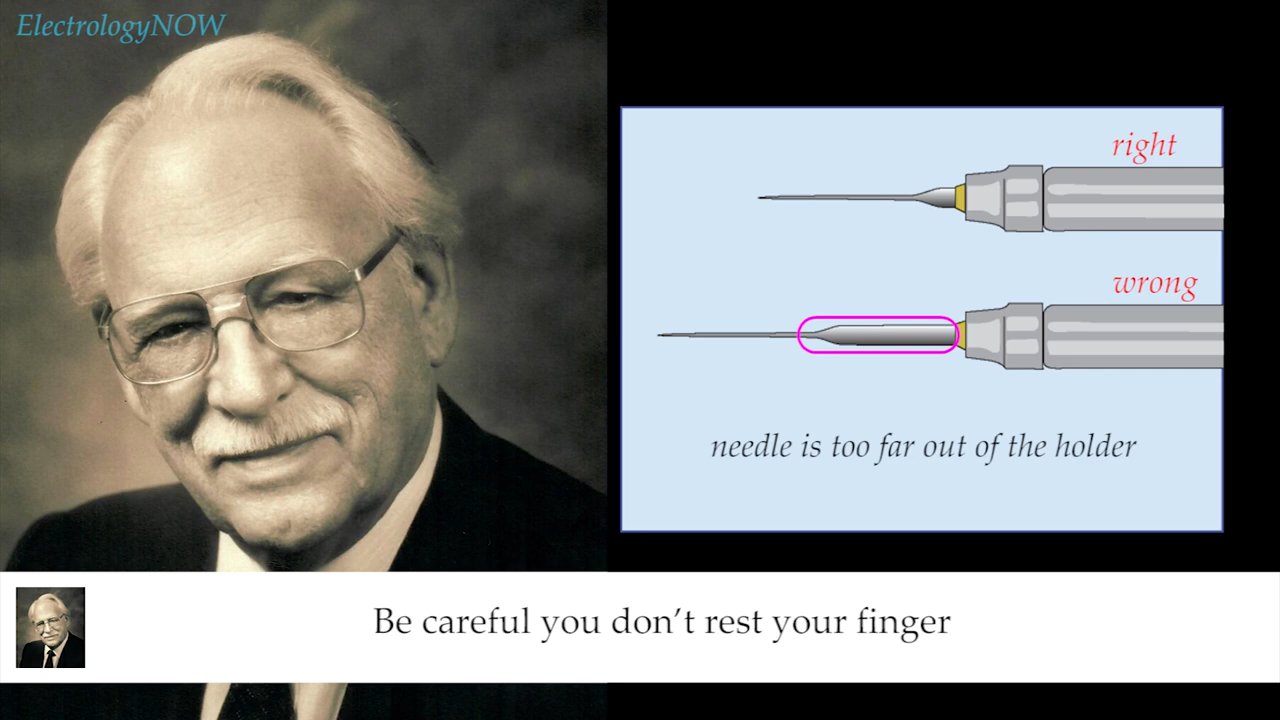 ElectrologyNOW
right
wrong
needle is too far out of the holder
Be careful you don’t rest your finger